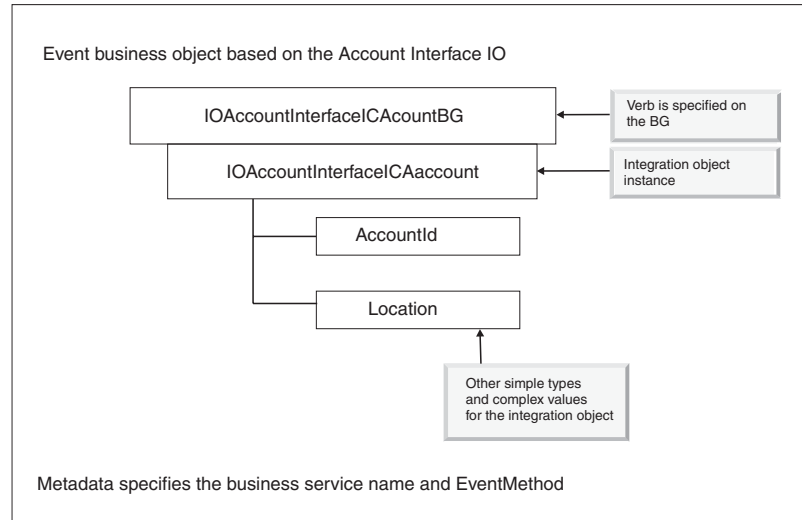 Event business object based on the Account Interface IO
IOAccountInterfaceICAcountBG
Verb is specified on
the BG
IOAccountInterfaceICAaccount
Integration object
instance
AccountId
Location
Other simple types
and complex values
for the integration object
Metadata specifies the business service name and EventMethod